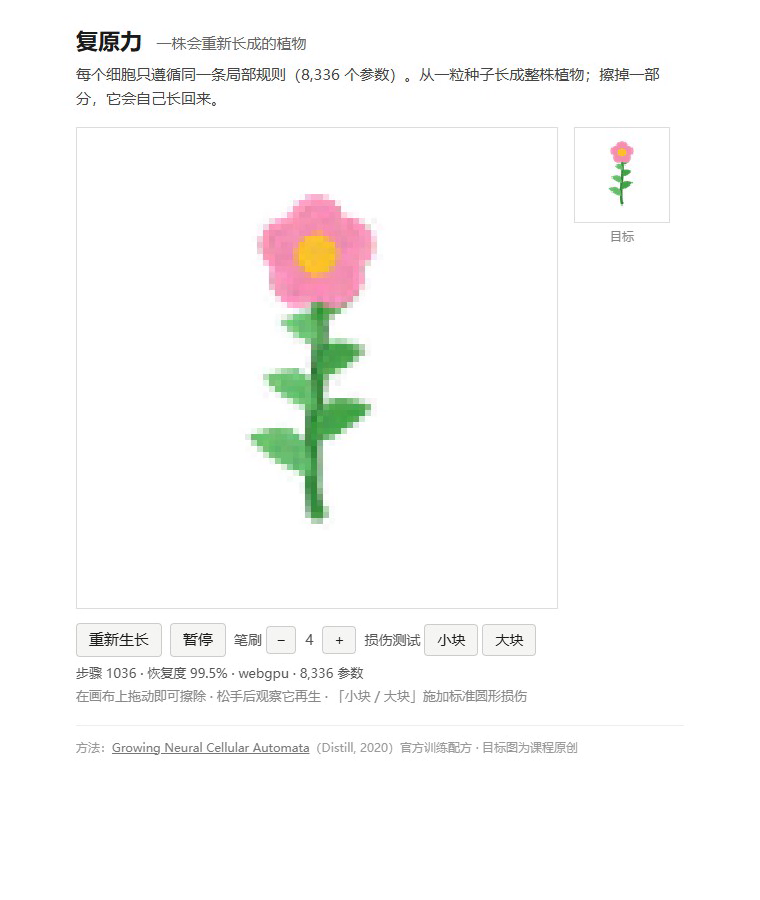 复原力 一株会重新长成的植物
每个细胞只遵循同一条局部规则（8,336 个参数）。从一粒种子长成整株植物；擦掉一部
分，它会自己长回来。
目标
重新生长 暂停 笔刷 − 4 + 损伤测试 小块 大块
步骤 1036 · 恢复度 99.5% · webgpu · 8,336 参数
在画布上拖动即可擦除 · 松手后观察它再生 · 「小块 / 大块」施加标准圆形损伤
方法：Growing Neural Cellular Automata（Distill, 2020）官方训练配方 · 目标图为课程原创